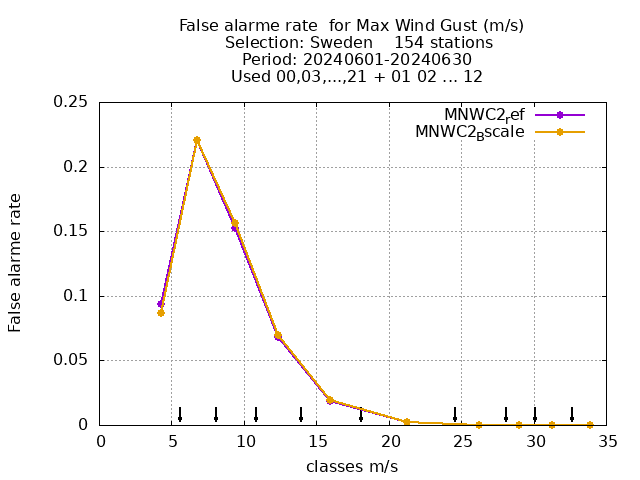 False alarme rate  for Max Wind Gust (m/s)
Selection: Sweden    154 stations
Period: 20240601-20240630
Used 00,03,...,21 + 01 02 ... 12
MNWC2ref
MNWC2Bscale
0.25
0.2
0.15
0.1
0.05
0
False alarme rate
0 5 10 15 20 25 30 35
classes m/s